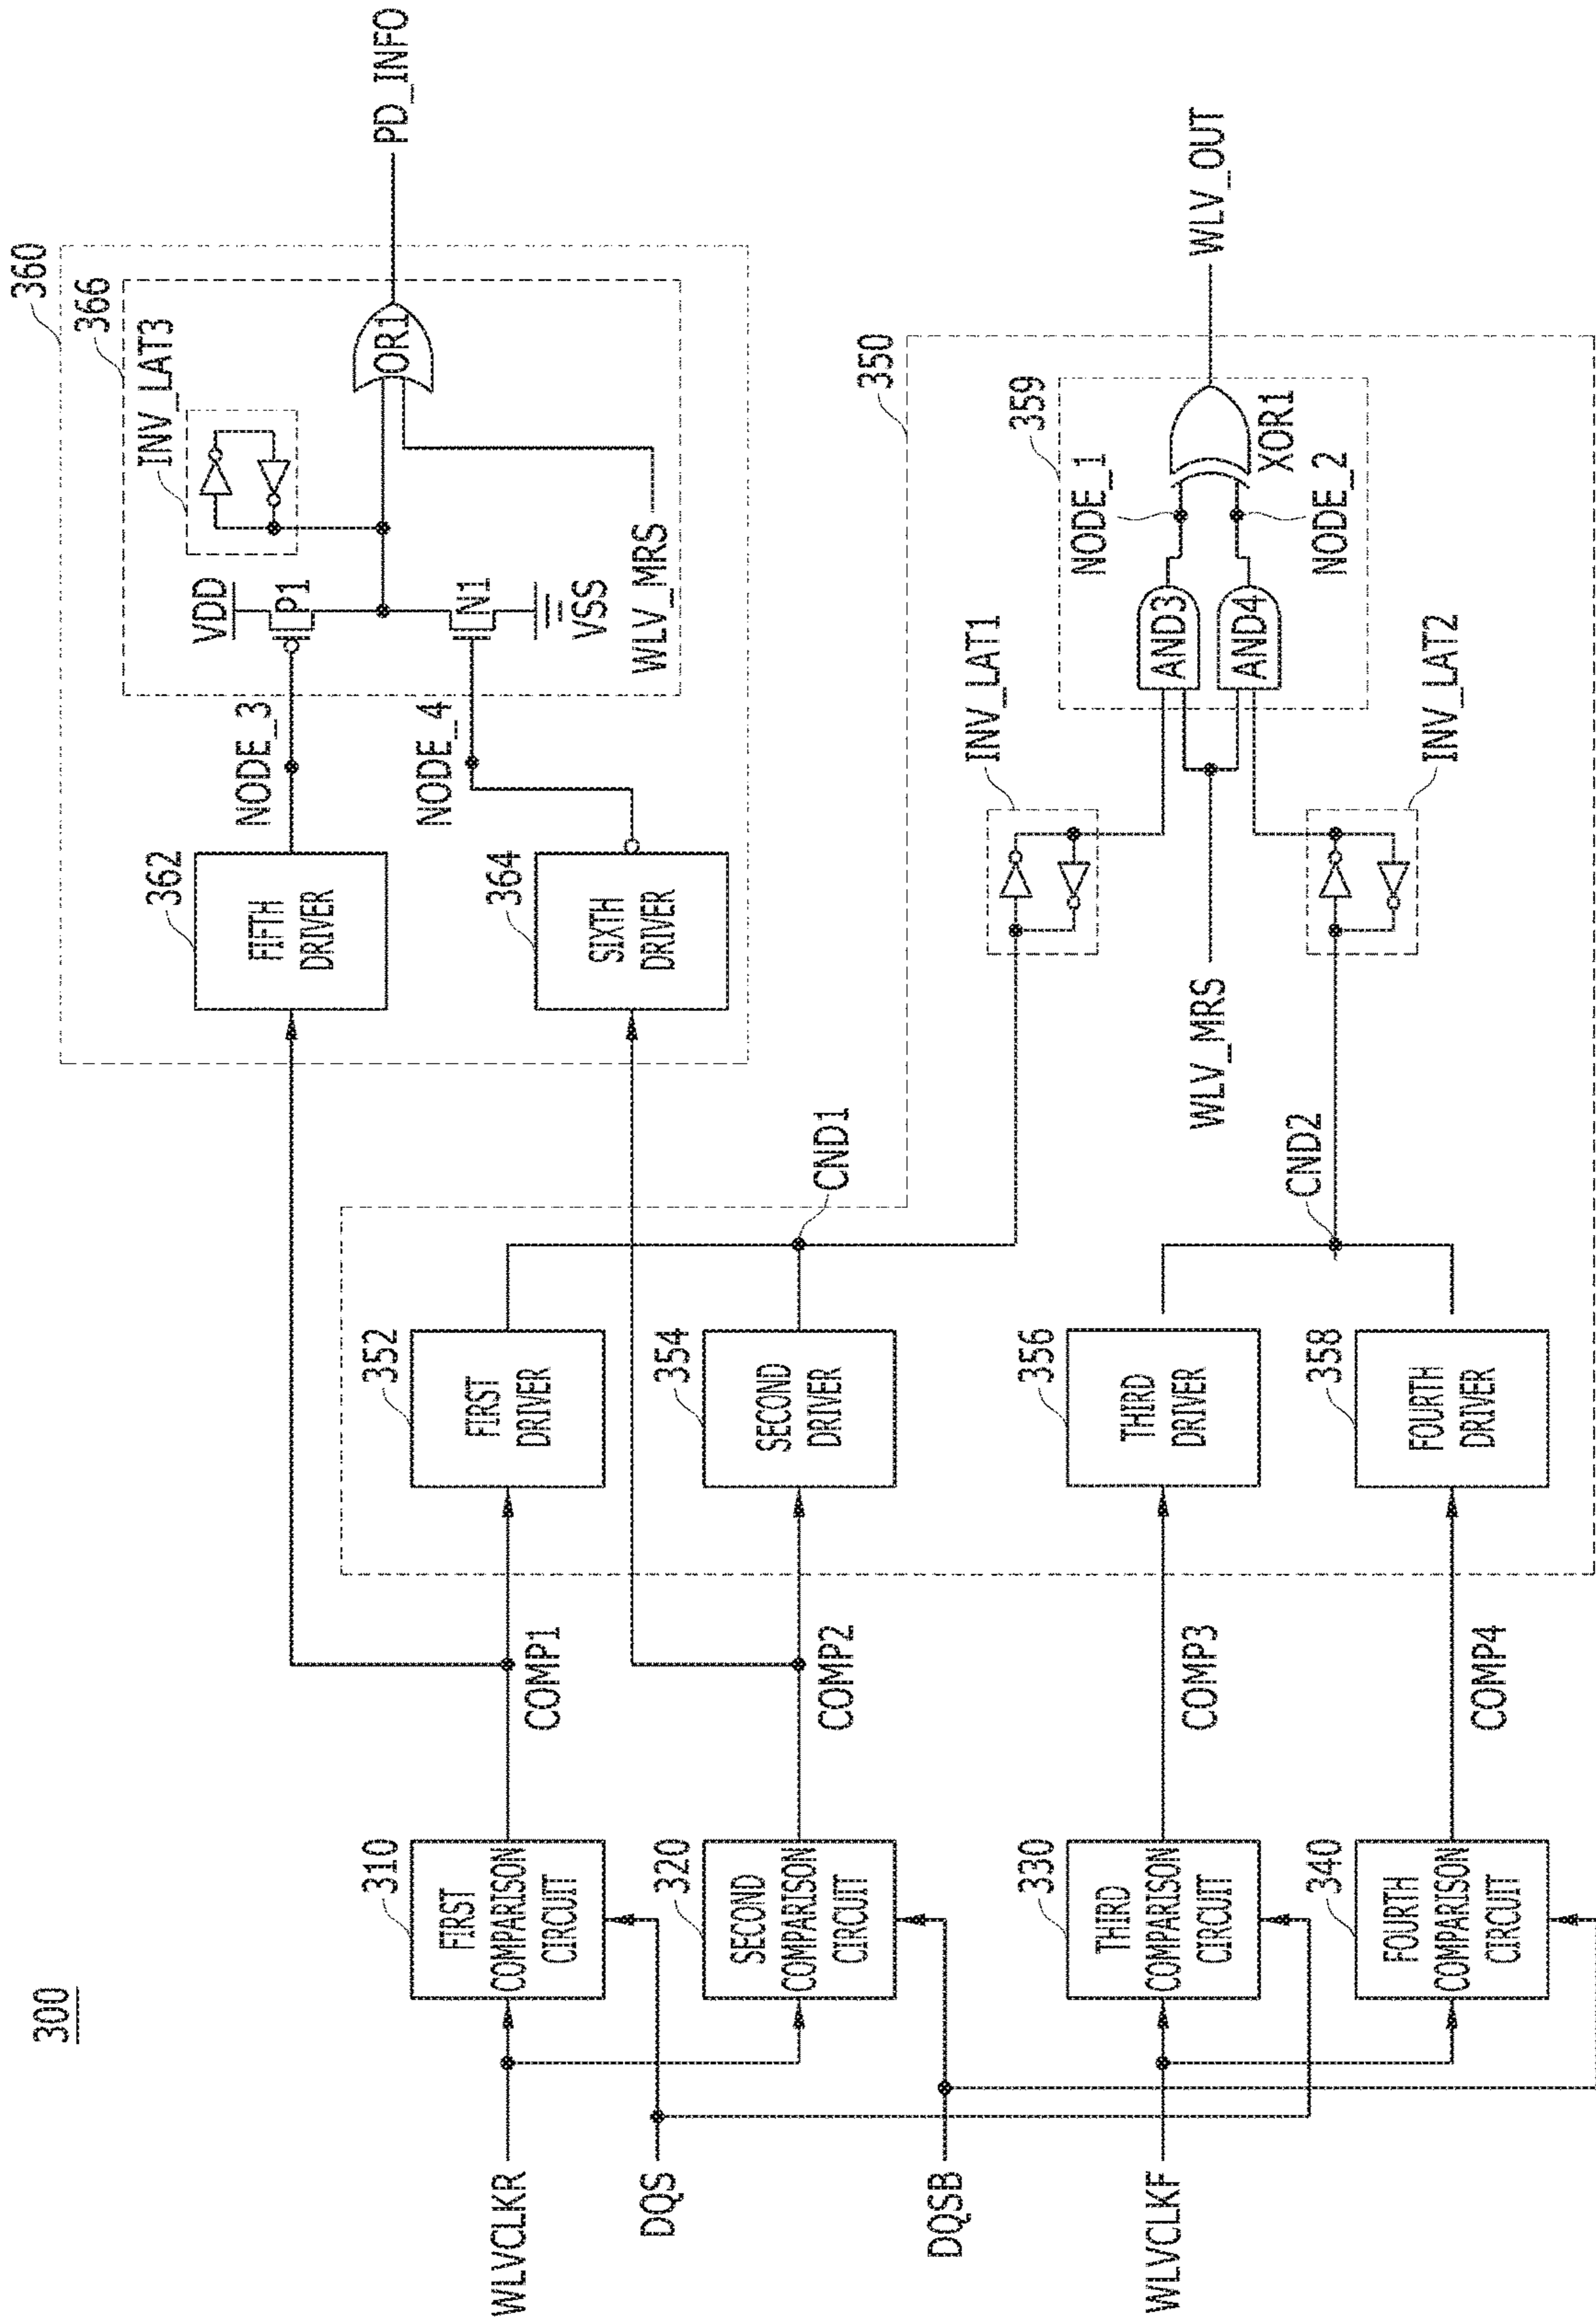 300
WLVCLKR
DQS
DQSB
WLVCLKF
310
FIRST
COMPARISON
CIRCUIT
320
SECOND
COMPARISON
CIRCUIT
330
THIRD
COMPARISON
CIRCUIT
340
FOURTH
COMPARISON
CIRCUIT
COMP1
COMP2
COMP3
COMP4
352
FIRST
DRIVER
354
SECOND
DRIVER
356
THIRD
DRIVER
358
FOURTH
DRIVER
CND1
CND2
350
360
362
FIFTH
DRIVER
364
SIXTH
DRIVER
NODE_3
NODE_4
366
VDD
P1
N1
VSS
INV_LAT3
WLV_MRS
OR1
PD_INFO
INV_LAT1
INV_LAT2
WLV_MRS
359
AND3
AND4
NODE_1
NODE_2
XOR1
WLV_OUT